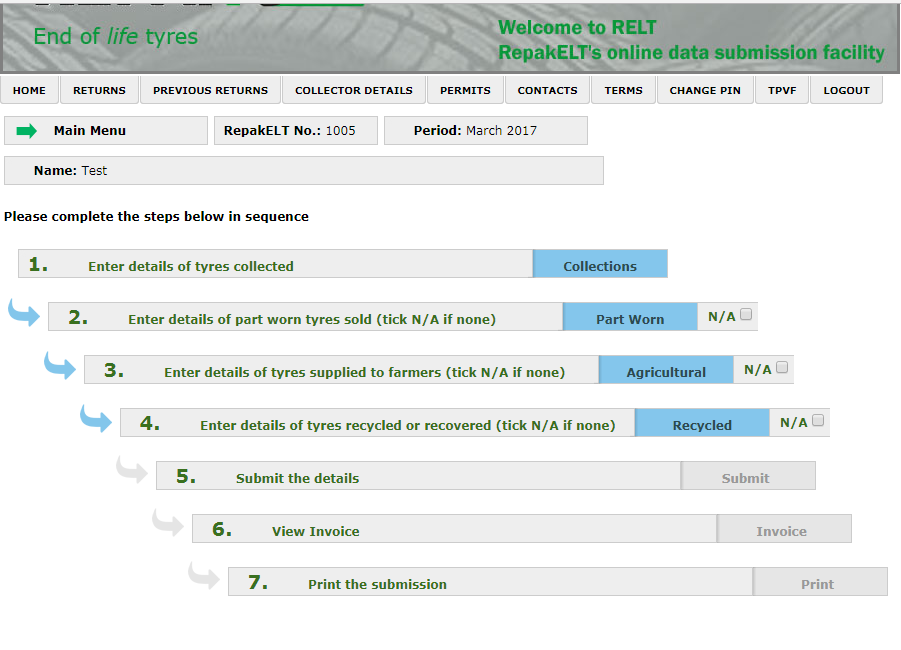 End of life tyres
Welcome to RELT
RepakELT's online data submission facility
HOME RETURNS PREVIOUS RETURNS COLLECTOR DETAILS PERMITS CONTACTS TERMS CHANGE PIN TPVF LOGOUT
Main Menu RepakELT No.: 1005 Period: March 2017
Name: Test
Please complete the steps below in sequence
1. Enter details of tyres collected Collections
2. Enter details of part worn tyres sold (tick N/A if none) Part Worn N/A
3. Enter details of tyres supplied to farmers (tick N/A if none) Agricultural N/A
4. Enter details of tyres recycled or recovered (tick N/A if none) Recycled N/A
5. Submit the details Submit
6. View Invoice Invoice
7. Print the submission Print